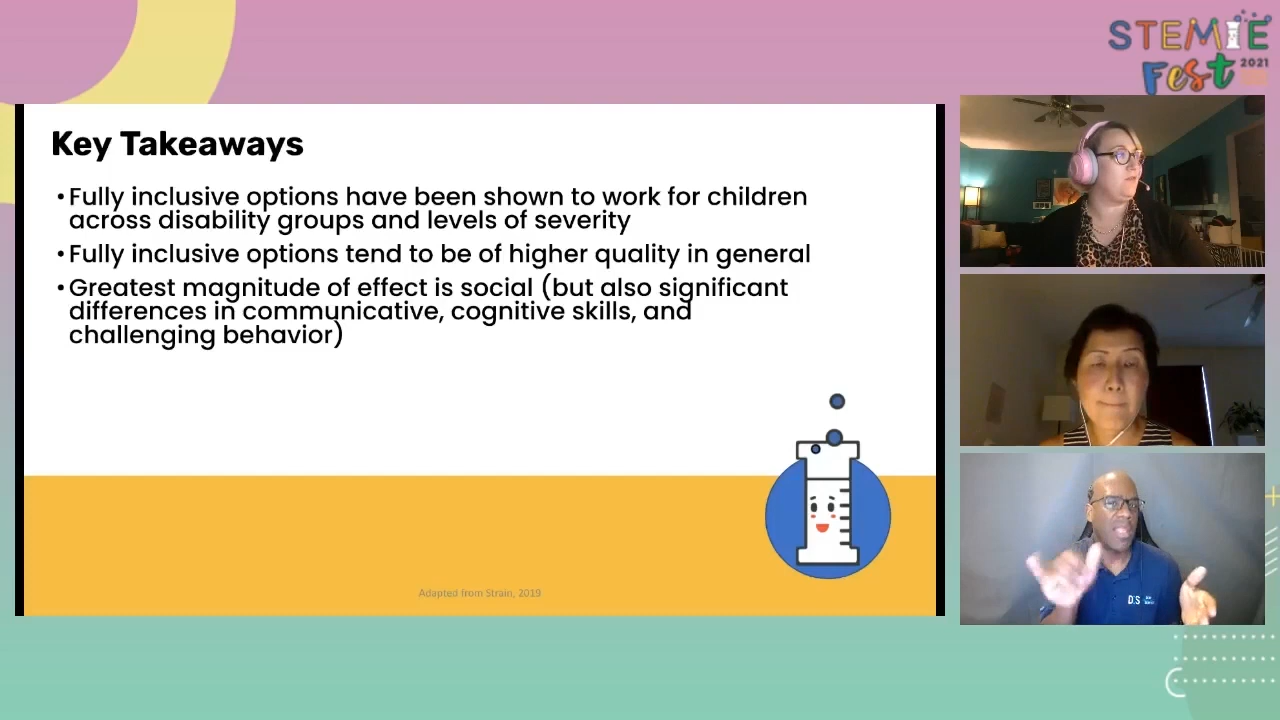 STEMIE
Fest 2021
Key Takeaways
• Fully inclusive options have been shown to work for children
across disability groups and levels of severity
• Fully inclusive options tend to be of higher quality in general
• Greatest magnitude of effect is social (but also significant
differences in communicative, cognitive skills, and
challenging behavior)
Adapted from Strain, 2019